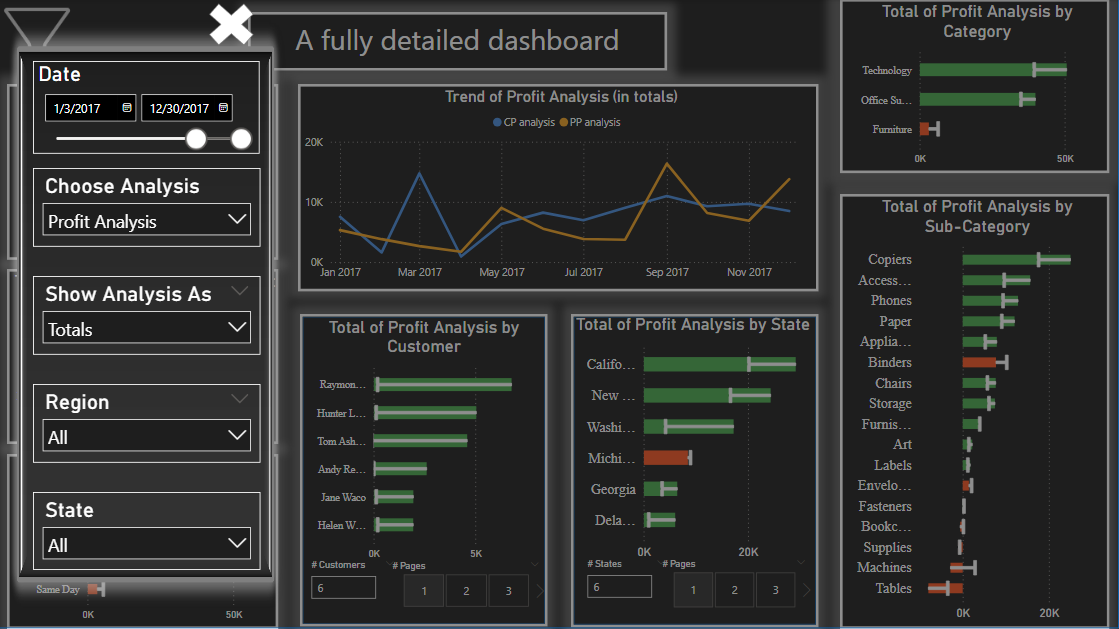 A fully detailed dashboard
Date
1/3/2017
12/30/2017
Choose Analysis
Profit Analysis
Show Analysis As
Totals
Region
All
State
All
Same Day
0K
50K
Trend of Profit Analysis (in totals)
CP analysis
PP analysis
20K
10K
0K
Jan 2017
Mar 2017
May 2017
Jul 2017
Sep 2017
Nov 2017
Total of Profit Analysis by
Customer
Raymon...
Hunter L...
Tom Ash...
Andy Re...
Jane Waco
Helen W...
0K
5K
# Customers
# Pages
6
1
2
3
Total of Profit Analysis by State
Califo...
New ...
Washi...
Michi...
Georgia
Dela...
0K
20K
# States
# Pages
6
1
2
3
Total of Profit Analysis by
Category
Technology
Office Su...
Furniture
0K
50K
Total of Profit Analysis by
Sub-Category
Copiers
Access...
Phones
Paper
Applia...
Binders
Chairs
Storage
Furnis...
Art
Labels
Envelo...
Fasteners
Bookc...
Supplies
Machines
Tables
0K
20K